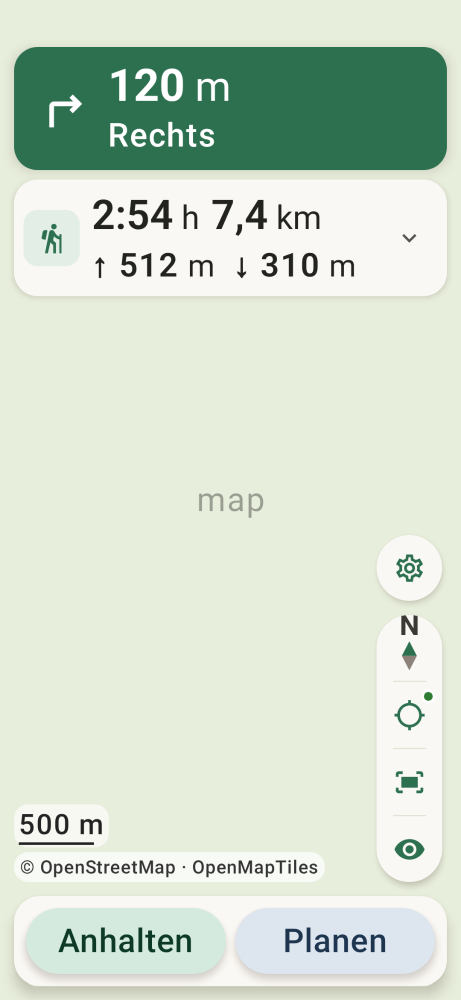 120 m
Rechts
2:54 h 7,4 km
↑ 512 m ↓ 310 m
map
N
500 m
© OpenStreetMap · OpenMapTiles
Anhalten Planen